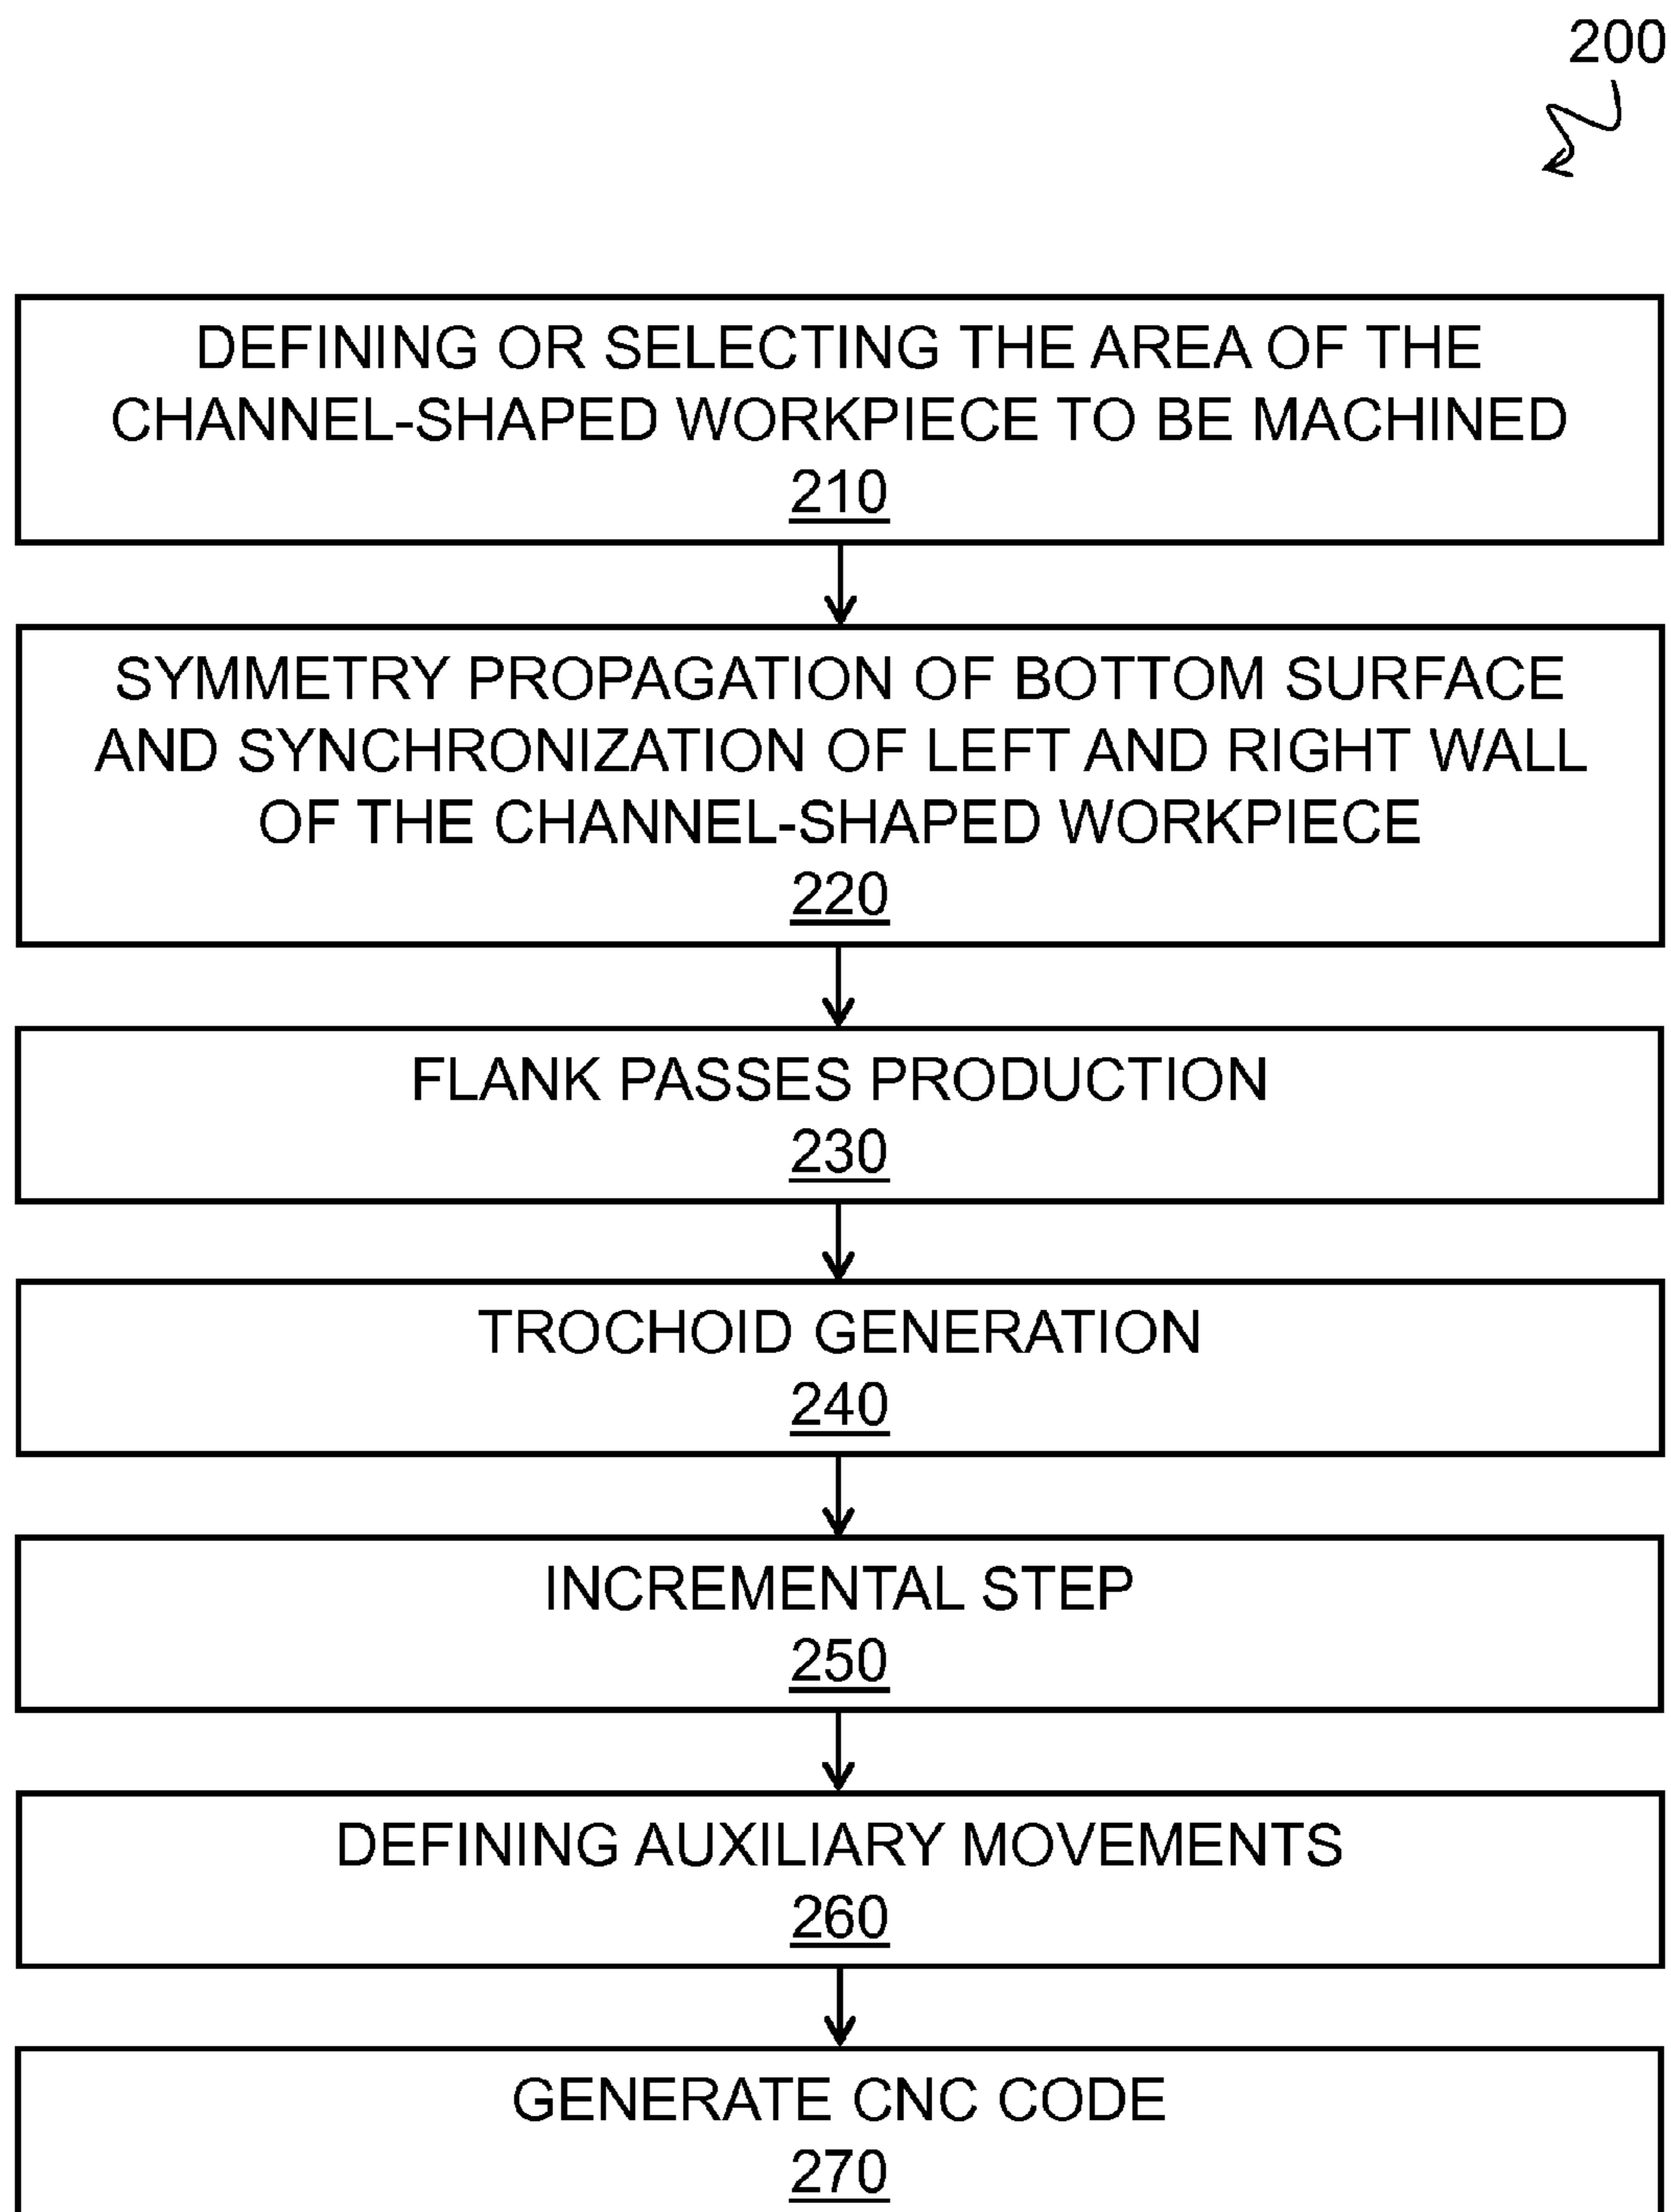 200
DEFINING OR SELECTING THE AREA OF THE
CHANNEL-SHAPED WORKPIECE TO BE MACHINED
210
SYMMETRY PROPAGATION OF BOTTOM SURFACE
AND SYNCHRONIZATION OF LEFT AND RIGHT WALL
OF THE CHANNEL-SHAPED WORKPIECE
220
FLANK PASSES PRODUCTION
230
TROCHOID GENERATION
240
INCREMENTAL STEP
250
DEFINING AUXILIARY MOVEMENTS
260
GENERATE CNC CODE
270